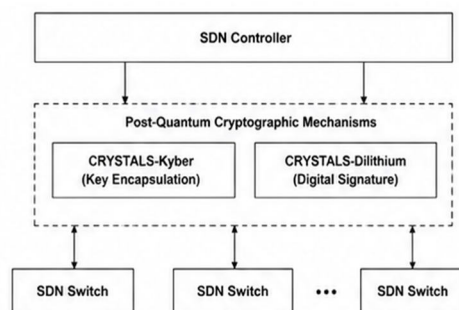 SDN Controller
Post-Quantum Cryptographic Mechanisms
CRYSTALS-Kyber
(Key Encapsulation)
CRYSTALS-Dilithium
(Digital Signature)
SDN Switch
SDN Switch
•••
SDN Switch